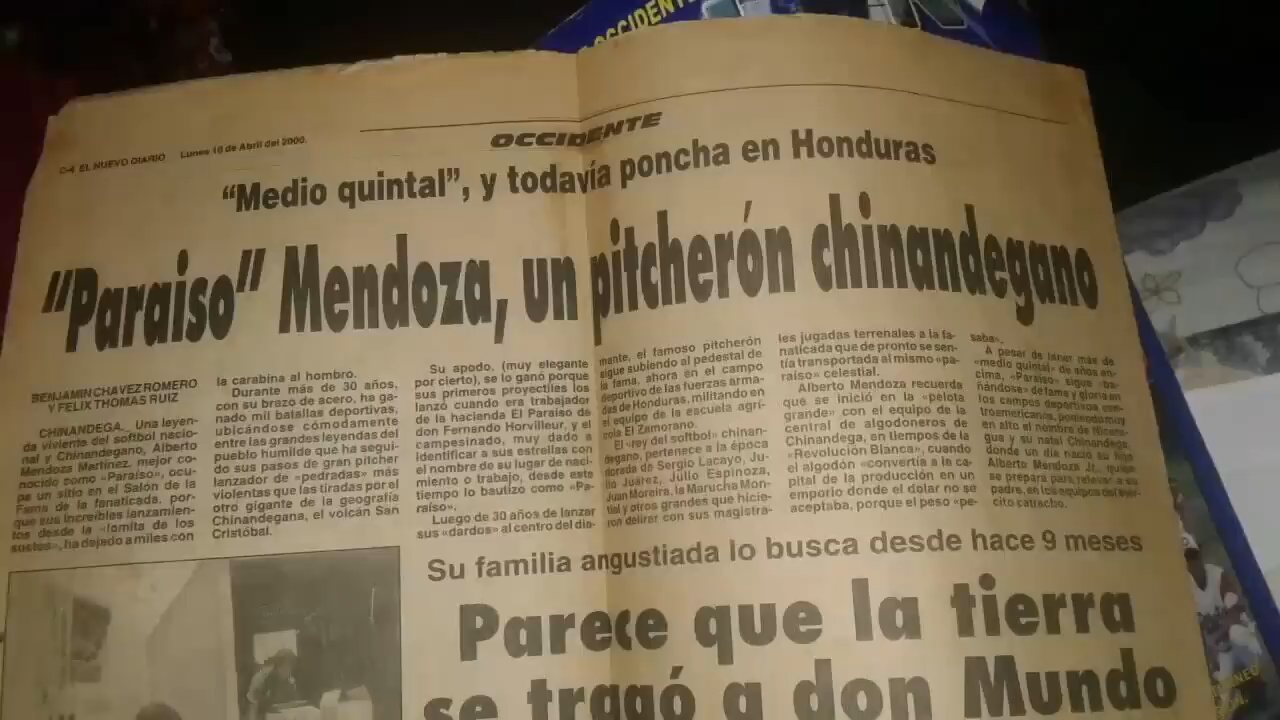 OCCIDENTE
C-4 EL NUEVO DIARIO Lunes 10 de Abril del 2000.
OCCIDENTE
“Medio quintal”, y todavía poncha en Honduras
"Paraiso" Mendoza, un pitcherón chinandegano
BENJAMIN CHAVEZ ROMERO
Y FELIX THOMAS RUIZ
CHINANDEGA._ Una leyen-
da viviente del softbol nacio-
nal y Chinandegano, Alberto
Mendoza Martínez, mejor co-
nocido como «Paraíso», ocu-
pa un sitio en el Salón de la
Fama de la fanaticada, por-
que sus increíbles lanzamien-
tos desde la «lomita de los
sustos», ha dejado a miles con
la carabina al hombro.
Durante más de 30 años,
con su brazo de acero, ha ga-
nado mil batallas deportivas,
ubicándose cómodamente
entre las grandes leyendas del
pueblo humilde que ha segui-
do sus pasos de gran pitcher
lanzador de «pedradas» más
violentas que las tiradas por el
otro gigante de la geografía
Chinandegana, el volcán San
Cristóbal.
Su apodo, (muy elegante
por cierto), se lo ganó porque
sus primeros proyectiles los
lanzó cuando era trabajador
de la hacienda El Paraíso de
don Fernando Horvilleur, y el
campesinado, muy dado a
identificar a sus estrellas con
el nombre de su lugar de naci-
miento o trabajo, desde este
tiempo lo bautizo como «Pa-
raíso».
Luego de 30 años de lanzar
sus «dardos» al centro del dia-
mante, el famoso pitcherón
sigue subiendo al pedestal de
la fama, ahora en el campo
deportivo de las fuerzas arma-
das de Honduras, militando en
el equipo de la escuela agrí-
cola El Zamorano.
El «rey del softbol» chinan-
degano, pertenece a la época
dorada de Sergio Lacayo, Ju-
lio Juárez, Julio Espinoza,
Juan Moreira, la Marucha Mon-
tiel y otros grandes que hicie-
ron delirar con sus magistra-
les jugadas terrenales a la fa-
naticada que de pronto se sen-
tía transportada al mismo «pa-
raíso» celestial.
Alberto Mendoza recuerda
que se inició en la «pelota
grande» con el equipo de la
central de algodoneros de
Chinandega, en tiempos de la
«Revolución Blanca», cuando
el algodón «convertía a la ca-
pital de la producción en un
emporio donde el dolar no se
aceptaba, porque el peso «pe-
saba».
A pesar de tener más de
«medio quintal» de años en-
cima, «Paraíso» sigue «ba-
ñándose» de fama y gloria en
los campos deportivos cen-
troamericanos, poniendo muy
en alto el nombre de Nicara-
gua y su natal Chinandega,
donde un día nació su hijo
Alberto Mendoza Jr., quien
se prepara para relevar a su
padre, en los equipos del ejér-
cito catracho.
Su familia angustiada lo busca desde hace 9 meses
Parece que la tierra
se tragó a don Mundo